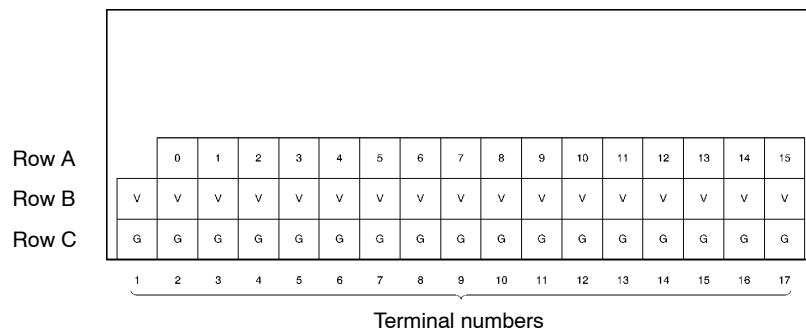 Row A 0 1 2 3 4 5 6 7 8 9 10 11 12 13 14 15
Row B V V V V V V V V V V V V V V V V V
Row C G G G G G G G G G G G G G G G G G
1 2 3 4 5 6 7 8 9 10 11 12 13 14 15 16 17
Terminal numbers